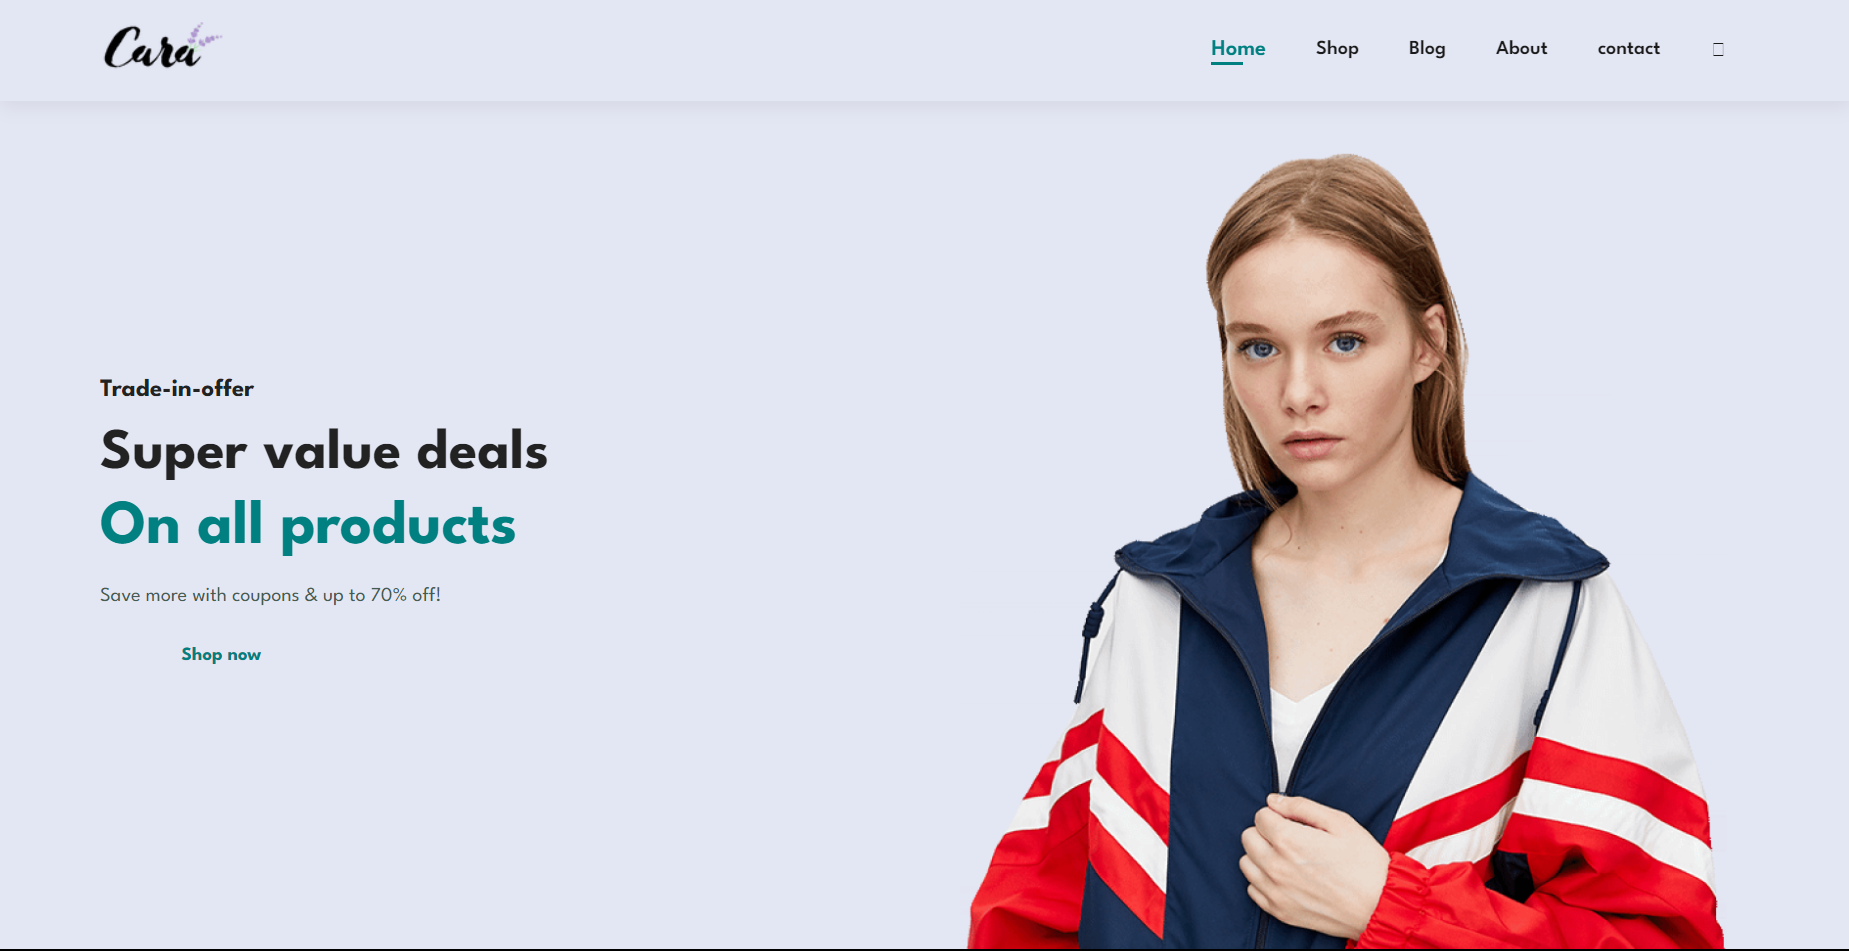 Cara
Home Shop Blog About contact
Trade-in-offer
Super value deals
On all products
Save more with coupons & up to 70% off!
Shop now